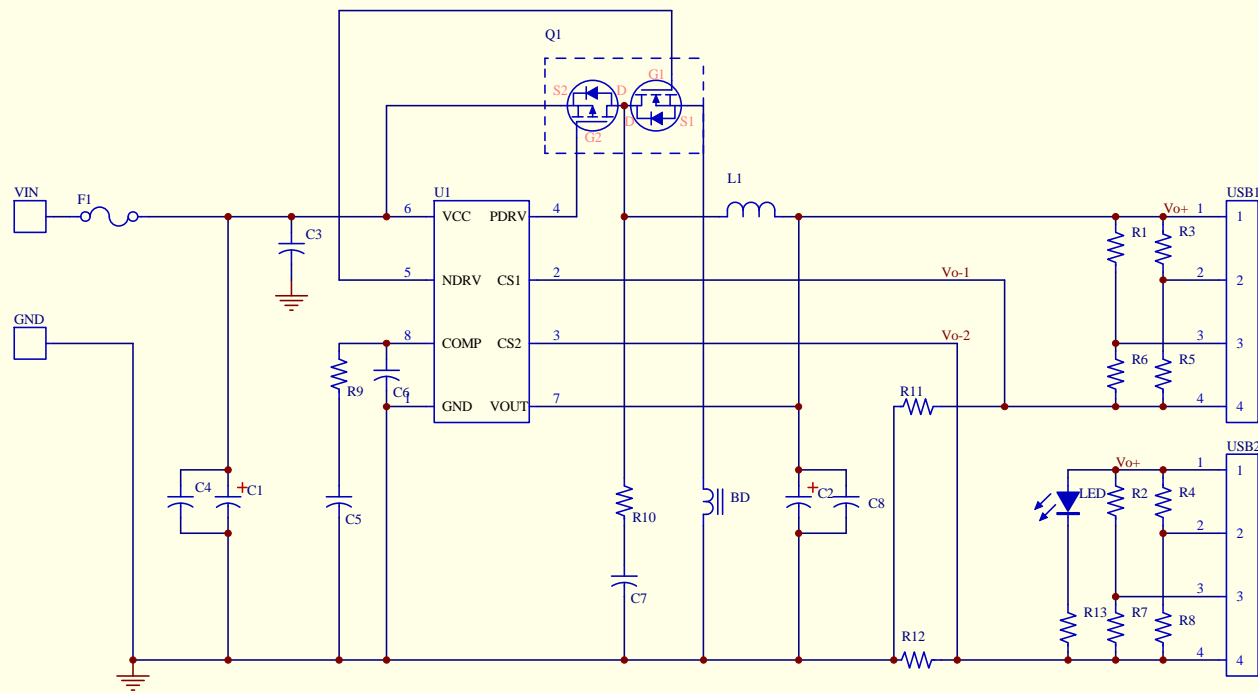 Q1
G1
S2 D
D S1
G2
VIN F1 U1 L1 USB1
6 VCC PDRV 4 Vo+ 1 1
C3 R1 R3
5 NDRV CS1 2 Vo-1 2 2
GND
8 COMP CS2 3 Vo-2 3 3
R9 C6 R6 R5
1 GND VOUT 7 R11 4 4
USB2
Vo+ 1 1
C4 +C1 BD +C2 C8 LED R2 R4
C5 R10 2 2
C7 3 3
R13 R7 R8
R12 4 4